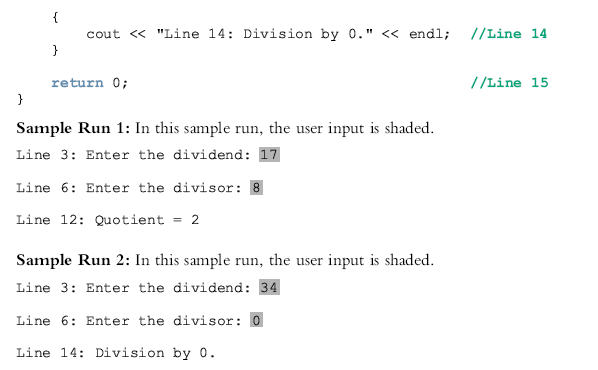 {
cout << "Line 14: Division by 0." << endl; //Line 14
}
return 0; //Line 15
}
Sample Run 1: In this sample run, the user input is shaded.
Line 3: Enter the dividend: 17
Line 6: Enter the divisor: 8
Line 12: Quotient = 2
Sample Run 2: In this sample run, the user input is shaded.
Line 3: Enter the dividend: 34
Line 6: Enter the divisor: 0
Line 14: Division by 0.